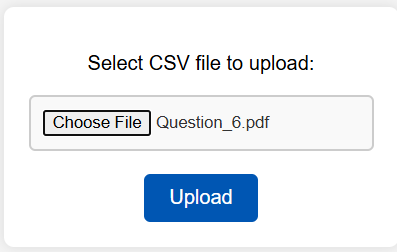 Select CSV file to upload:
Choose File Question_6.pdf
Upload